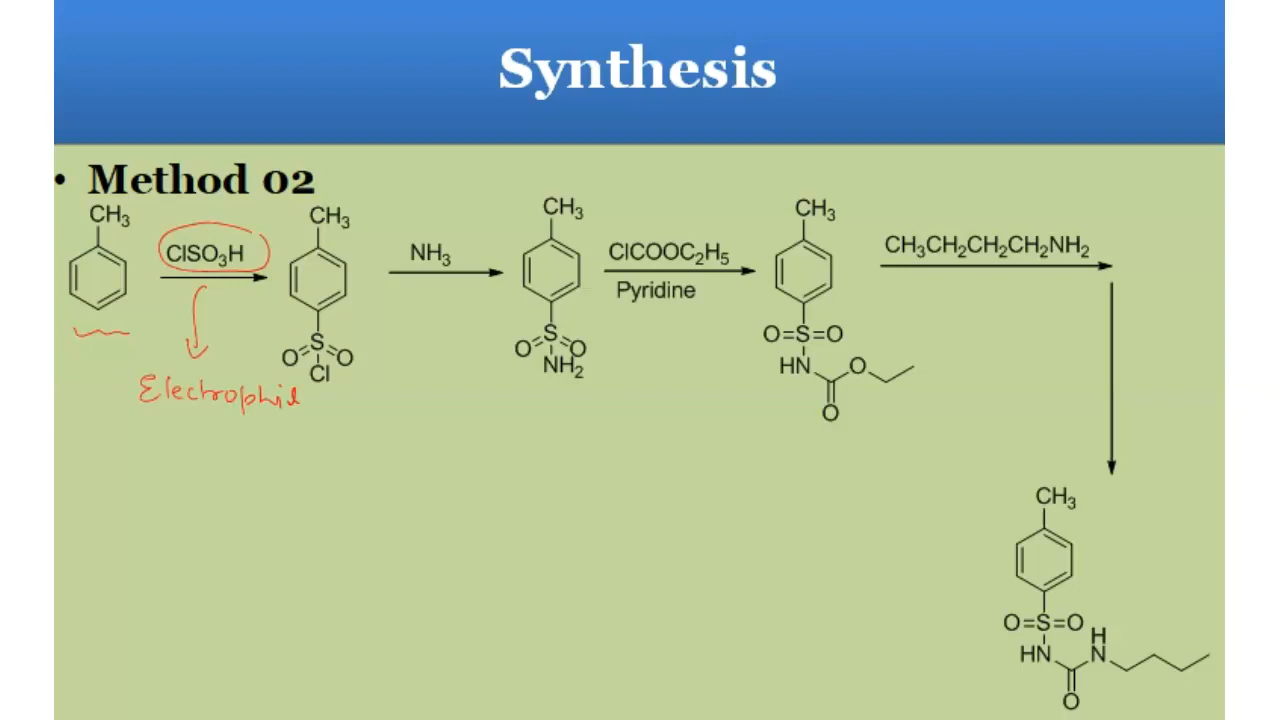 Synthesis
• Method 02
CH3
ClSO3H
CH3
O=S=O
Cl
NH3
CH3
O=S=O
NH2
ClCOOC2H5
Pyridine
CH3
O=S=O
HN
O
O
CH3CH2CH2CH2NH2
Electrophil
CH3
O=S=O
H
HN
N
O